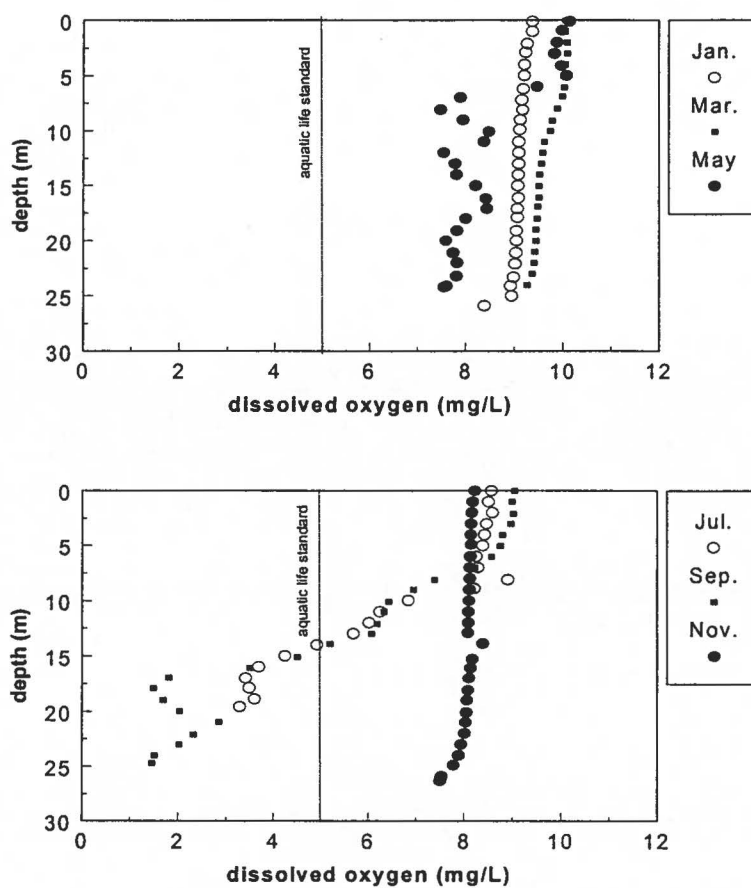 0
5
10
15
20
25
30
depth (m)
aquatic life standard
0 2 4 6 8 10 12
dissolved oxygen (mg/L)
Jan.
Mar.
May
0
5
10
15
20
25
30
depth (m)
aquatic life standard
0 2 4 6 8 10 12
dissolved oxygen (mg/L)
Jul.
Sep.
Nov.